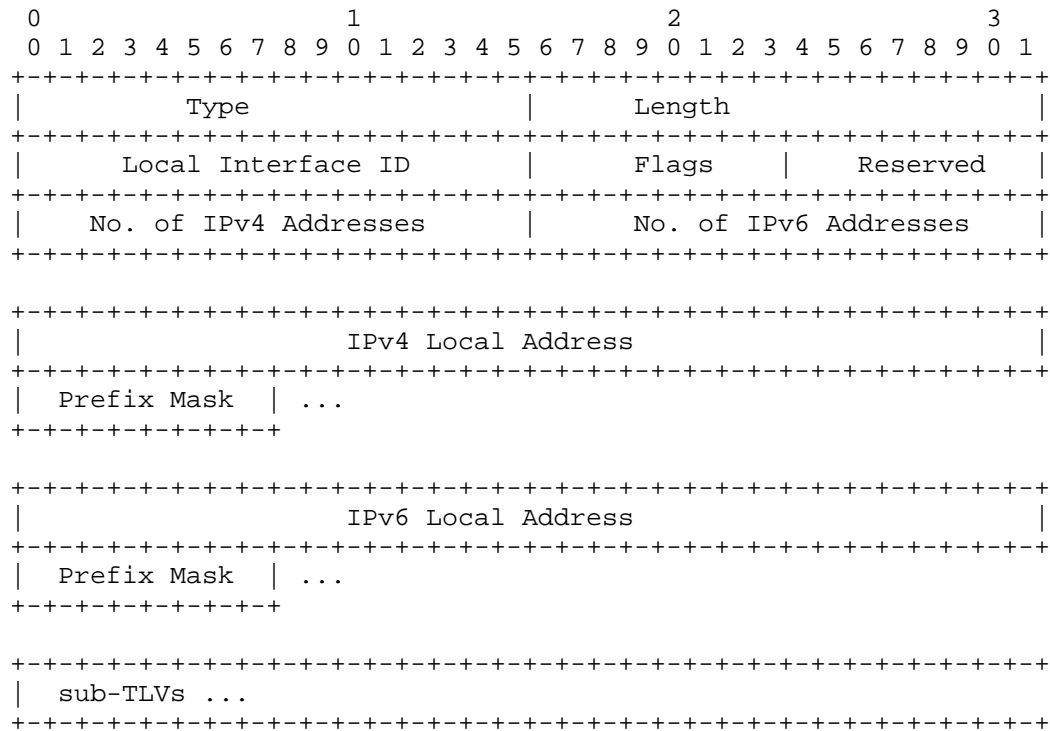 0                   1                   2                   3
 0 1 2 3 4 5 6 7 8 9 0 1 2 3 4 5 6 7 8 9 0 1 2 3 4 5 6 7 8 9 0 1
+-+-+-+-+-+-+-+-+-+-+-+-+-+-+-+-+-+-+-+-+-+-+-+-+-+-+-+-+-+-+-+-+
|          Type                 |      Length                   |
+-+-+-+-+-+-+-+-+-+-+-+-+-+-+-+-+-+-+-+-+-+-+-+-+-+-+-+-+-+-+-+-+
|      Local Interface ID       |      Flags    |    Reserved   |
+-+-+-+-+-+-+-+-+-+-+-+-+-+-+-+-+-+-+-+-+-+-+-+-+-+-+-+-+-+-+-+-+
|    No. of IPv4 Addresses      |      No. of IPv6 Addresses    |
+-+-+-+-+-+-+-+-+-+-+-+-+-+-+-+-+-+-+-+-+-+-+-+-+-+-+-+-+-+-+-+-+

+-+-+-+-+-+-+-+-+-+-+-+-+-+-+-+-+-+-+-+-+-+-+-+-+-+-+-+-+-+-+-+-+
|                    IPv4 Local Address                         |
+-+-+-+-+-+-+-+-+-+-+-+-+-+-+-+-+-+-+-+-+-+-+-+-+-+-+-+-+-+-+-+-+
|  Prefix Mask  | ...
+-+-+-+-+-+-+-+-+

+-+-+-+-+-+-+-+-+-+-+-+-+-+-+-+-+-+-+-+-+-+-+-+-+-+-+-+-+-+-+-+-+
|                    IPv6 Local Address                         |
+-+-+-+-+-+-+-+-+-+-+-+-+-+-+-+-+-+-+-+-+-+-+-+-+-+-+-+-+-+-+-+-+
|  Prefix Mask  | ...
+-+-+-+-+-+-+-+-+

+-+-+-+-+-+-+-+-+-+-+-+-+-+-+-+-+-+-+-+-+-+-+-+-+-+-+-+-+-+-+-+-+
|  sub-TLVs ...
+-+-+-+-+-+-+-+-+-+-+-+-+-+-+-+-+-+-+-+-+-+-+-+-+-+-+-+-+-+-+-+-+